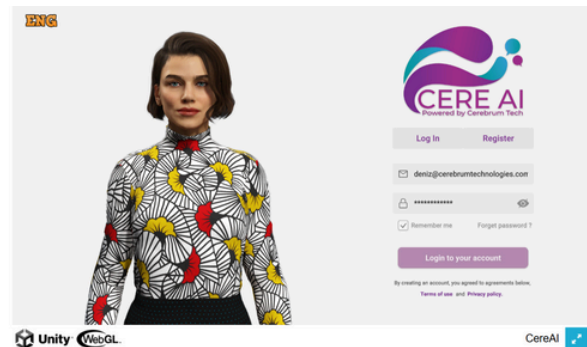 ENG
CERE AI
Powered by Cerebrum Tech
Log In Register
deniz@cerebrumtechnologies.com
************
Remember me Forget password ?
Login to your account
By creating an account, you agreed to agreements below,
Terms of use and Privacy policy.
Unity WebGL CereAI